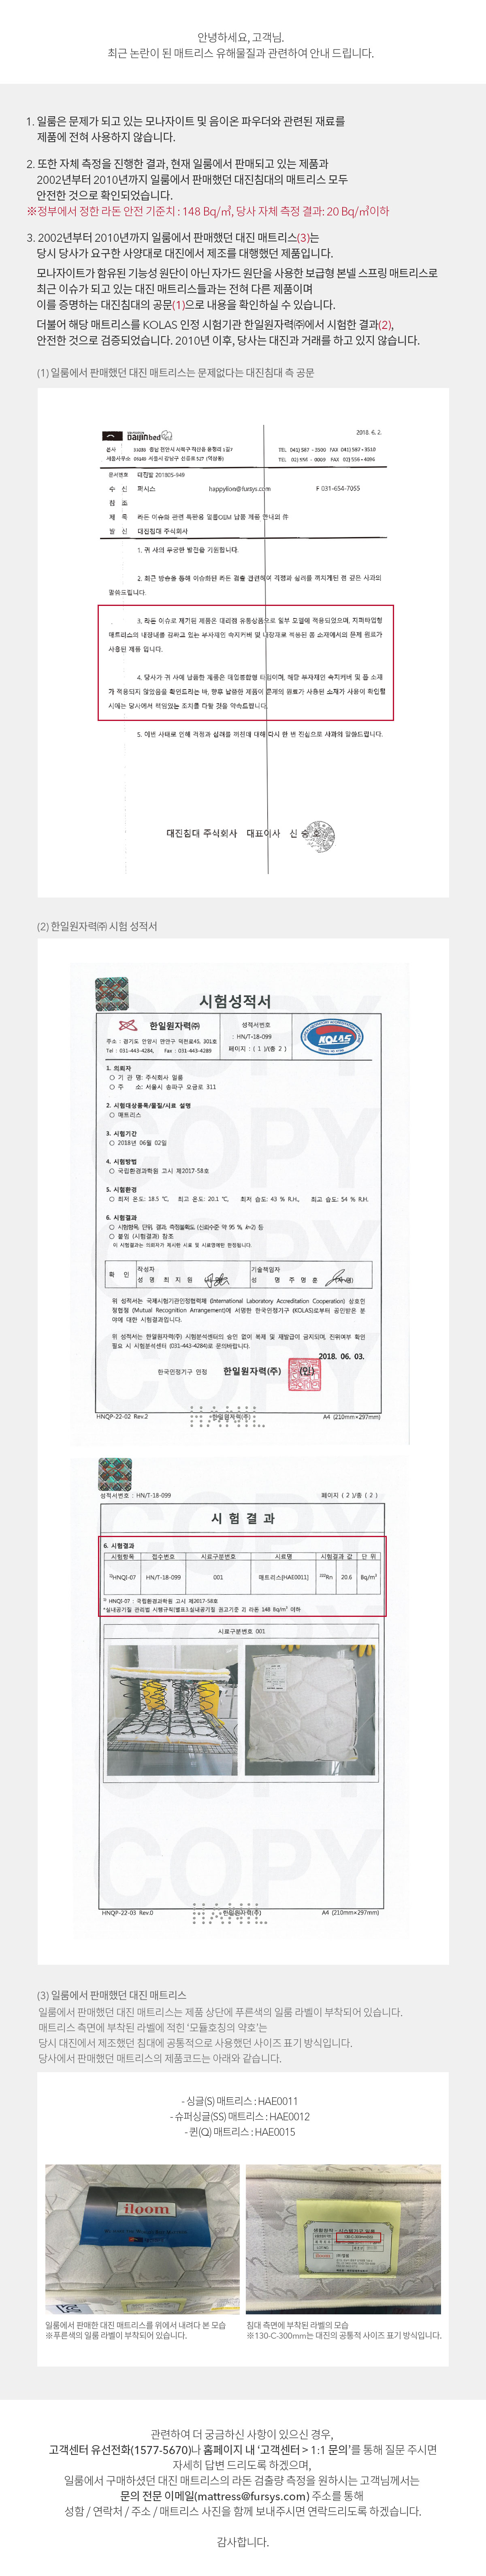 안녕하세요, 고객님.
최근 논란이 된 매트리스 유해물질과 관련하여 안내 드립니다.
1. 일룸은 문제가 되고 있는 모나자이트 및 음이온 파우더와 관련된 재료를
제품에 전혀 사용하지 않습니다.
2. 또한 자체 측정을 진행한 결과, 현재 일룸에서 판매되고 있는 제품과
2002년부터 2010년까지 일룸에서 판매했던 대진침대의 매트리스 모두
안전한 것으로 확인되었습니다.
※정부에서 정한 라돈 안전 기준치 : 148 Bq/㎥, 당사 자체 측정 결과: 20 Bq/㎥이하
3. 2002년부터 2010년까지 일룸에서 판매했던 대진 매트리스(3)는
당시 당사가 요구한 사양대로 대진에서 제조를 대행했던 제품입니다.
모나자이트가 함유된 기능성 원단이 아닌 자가드 원단을 사용한 보급형 본넬 스프링 매트리스로
최근 이슈가 되고 있는 대진 매트리스들과는 전혀 다른 제품이며
이를 증명하는 대진침대의 공문(1)으로 내용을 확인하실 수 있습니다.
더불어 해당 매트리스를 KOLAS 인정 시험기관 한일원자력㈜에서 시험한 결과(2),
안전한 것으로 검증되었습니다. 2010년 이후, 당사는 대진과 거래를 하고 있지 않습니다.
(1) 일룸에서 판매했던 대진 매트리스는 문제없다는 대진침대 측 공문
Daijinbed
2018. 6. 2.
본사 31038 충남 천안시 서북구
TEL 041) 587 - 3500 FAX 041) 587 - 3510
서울사무소
문서번호 대진발 201805-949
수 신 퍼시스 happylion@fursys.com F 031-654-7055
참 조
제 목 라돈 이슈화 관련 특판용 일룸OEM 납품 제품 안내의 件
발 신 대진침대 주식회사
1. 귀 사의 무궁한 발전을 기원합니다.
2. 최근 방송을 통해 이슈화된 라돈 검출 관련하여 걱정과 심려를 끼치게된 점 깊은 사과의
말씀드립니다.
3. 라돈 이슈로 제기된 제품은 대리점 유통상품으로 일부 모델에 적용되었으며, 지퍼타입형
매트리스의 내장재를 감싸고 있는 부자재인 속지커버 및 내장재로 적용된 폼 소재에서의 문제 원료가
사용된 제품 입니다.
4. 당사가 귀 사에 납품한 제품은 매입봉합형 타입이며, 해당 부자재인 속지커버 및 폼 소재
가 적용되지 않았음을 확인드리는 바, 향후 납품한 제품이 문제의 원료가 사용된 소재가 사용이 확인될
시에는 당사에서 책임있는 조치를 다할 것을 약속드립니다.
5. 이번 사태로 인해 걱정과 심려를 끼친데 대해 다시 한 번 진심으로 사과의 말씀드립니다.
대진침대 주식회사 대표이사 신 승 호
(2) 한일원자력㈜ 시험 성적서
시험성적서
한일원자력㈜
주소 : 경기도 안양시 만안구 덕천로45, 301호
Tel : 031-443-4284, Fax : 031-443-4289
성적서번호
: HN/T-18-099
페이지 : ( 1 )/(총 2 )
KOLAS
1. 의뢰자
○ 기 관 명: 주식회사 일룸
○ 주 소: 서울시 송파구 오금로 311
2. 시험대상품목/물질/시료 설명
○ 매트리스
3. 시험기간
○ 2018년 06월 02일
4. 시험방법
○ 국립환경과학원 고시 제2017-58호
5. 시험환경
○ 최저 온도: 18.5 ℃, 최고 온도: 20.1 ℃, 최저 습도: 43 % R.H., 최고 습도: 54 % R.H.
6. 시험결과
○ 시험항목, 단위, 결과, 측정불확도 (신뢰수준 약 95 %, k=2) 등
○ 붙임 (시험결과) 참조
이 시험결과는 의뢰자가 제시한 시료 및 시료명에만 한정됩니다.
확 인
작성자
성 명 최 지 원
기술책임자
성 명 주 명 훈
위 성적서는 국제시험기관인정협력체 (International Laboratory Accreditation Cooperation) 상호인
정협정 (Mutual Recognition Arrangement)에 서명한 한국인정기구 (KOLAS)로부터 공인받은 분
야에 대한 시험결과입니다.
위 성적서는 한일원자력(주) 시험분석센터의 승인 없이 복제 및 재발급이 금지되며, 진위여부 확인
필요 시 시험분석센터 (031-443-4284)로 문의바랍니다.
2018. 06. 03.
한국인정기구 인정 한일원자력(주) (인)
HNQP-22-02 Rev.2 한일원자력(주) A4 (210mm×297mm)
성적서번호 : HN/T-18-099 페이지 ( 2 )/총 ( 2 )
시 험 결 과
6. 시험결과
시험항목 접수번호 시료구분번호 시료명 시험결과 값 단 위
¹⁾HNQI-07 HN/T-18-099 001 매트리스[HAE0011] ²²²Rn 20.6 Bq/m³
¹⁾ HNQI-07 : 국립환경과학원 고시 제2017-58호
*실내공기질 관리법 시행규칙[별표3.실내공기질 권고기준 2] 라돈 148 Bq/m³ 이하
시료구분번호 001
COPY
HNQP-22-03 Rev.0 한일원자력(주) A4 (210mm×297mm)
(3) 일룸에서 판매했던 대진 매트리스
일룸에서 판매했던 대진 매트리스는 제품 상단에 푸른색의 일룸 라벨이 부착되어 있습니다.
매트리스 측면에 부착된 라벨에 적힌 ‘모듈호칭의 약호’는
당시 대진에서 제조했던 침대에 공통적으로 사용했던 사이즈 표기 방식입니다.
당사에서 판매했던 매트리스의 제품코드는 아래와 같습니다.
- 싱글(S) 매트리스 : HAE0011
- 슈퍼싱글(SS) 매트리스 : HAE0012
- 퀸(Q) 매트리스 : HAE0015
iloom
일룸에서 판매한 대진 매트리스를 위에서 내려다 본 모습
※푸른색의 일룸 라벨이 부착되어 있습니다.
침대 측면에 부착된 라벨의 모습
※130-C-300mm는 대진의 공통적 사이즈 표기 방식입니다.
관련하여 더 궁금하신 사항이 있으신 경우,
고객센터 유선전화(1577-5670)나 홈페이지 내 ‘고객센터 > 1:1 문의’를 통해 질문 주시면
자세히 답변 드리도록 하겠으며,
일룸에서 구매하셨던 대진 매트리스의 라돈 검출량 측정을 원하시는 고객님께서는
문의 전문 이메일(mattress@fursys.com) 주소를 통해
성함 / 연락처 / 주소 / 매트리스 사진을 함께 보내주시면 연락드리도록 하겠습니다.
감사합니다.